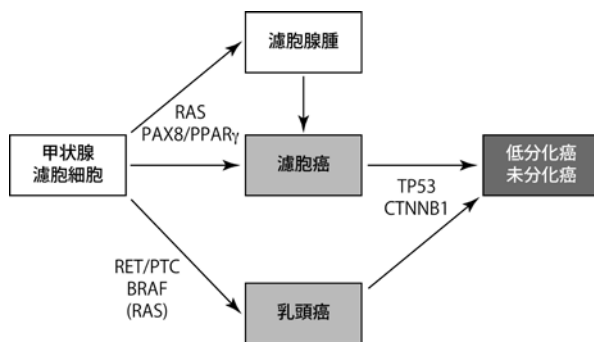 濾胞腺腫
RAS
PAX8/PPARγ
甲状腺
濾胞細胞
濾胞癌
低分化癌
未分化癌
TP53
CTNNB1
RET/PTC
BRAF
(RAS)
乳頭癌